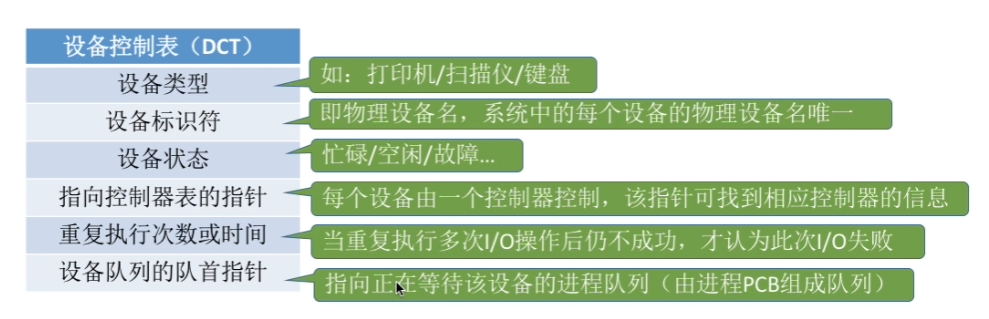 设备控制表（DCT）
设备类型
如：打印机/扫描仪/键盘
设备标识符
即物理设备名，系统中的每个设备的物理设备名唯一
设备状态
忙碌/空闲/故障...
指向控制器表的指针
每个设备由一个控制器控制，该指针可找到相应控制器的信息
重复执行次数或时间
当重复执行多次I/O操作后仍不成功，才认为此次I/O失败
设备队列的队首指针
指向正在等待该设备的进程队列（由进程PCB组成队列）